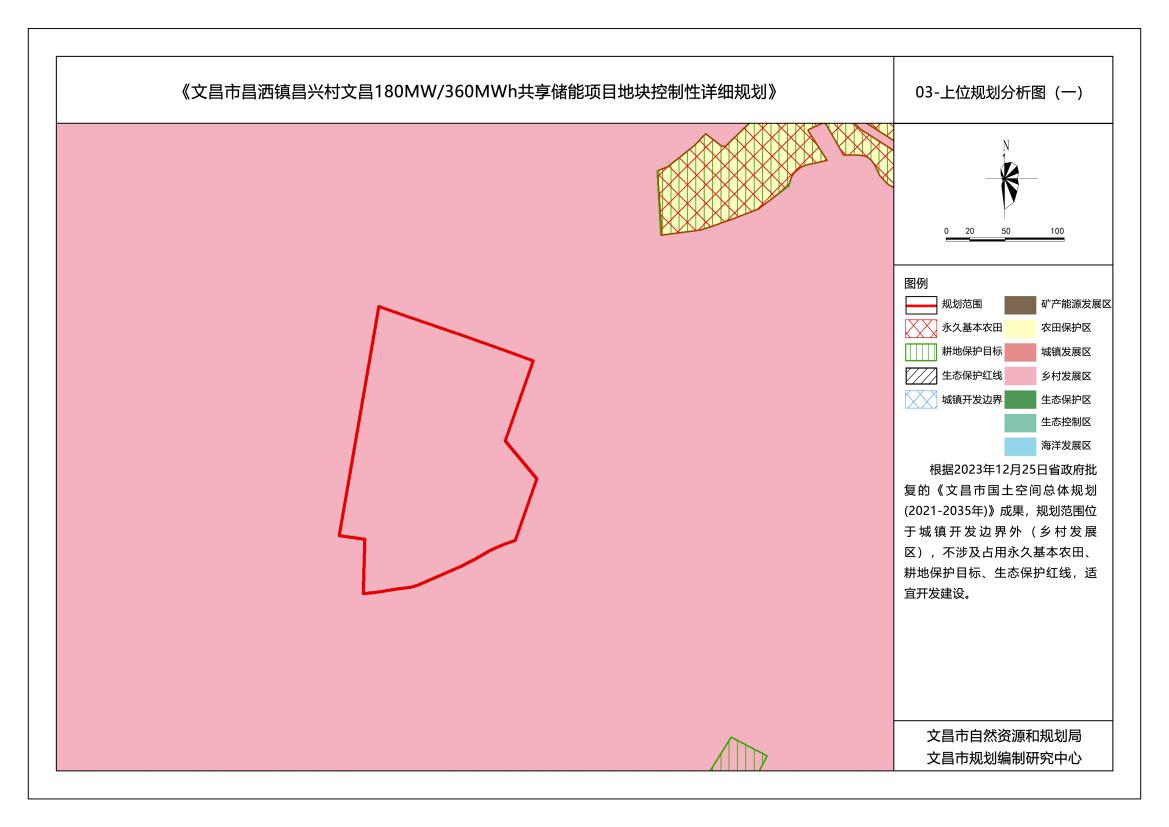 《文昌市昌洒镇昌兴村文昌180MW/360MWh共享储能项目地块控制性详细规划》
03-上位规划分析图（一）
N
0 20 50 100
图例
规划范围 矿产能源发展区
永久基本农田 农田保护区
耕地保护目标 城镇发展区
生态保护红线 乡村发展区
城镇开发边界 生态保护区
生态控制区
海洋发展区
根据2023年12月25日省政府批
复的《文昌市国土空间总体规划
(2021-2035年)》成果，规划范围位
于城镇开发边界外（乡村发展
区），不涉及占用永久基本农田、
耕地保护目标、生态保护红线，适
宜开发建设。
文昌市自然资源和规划局
文昌市规划编制研究中心